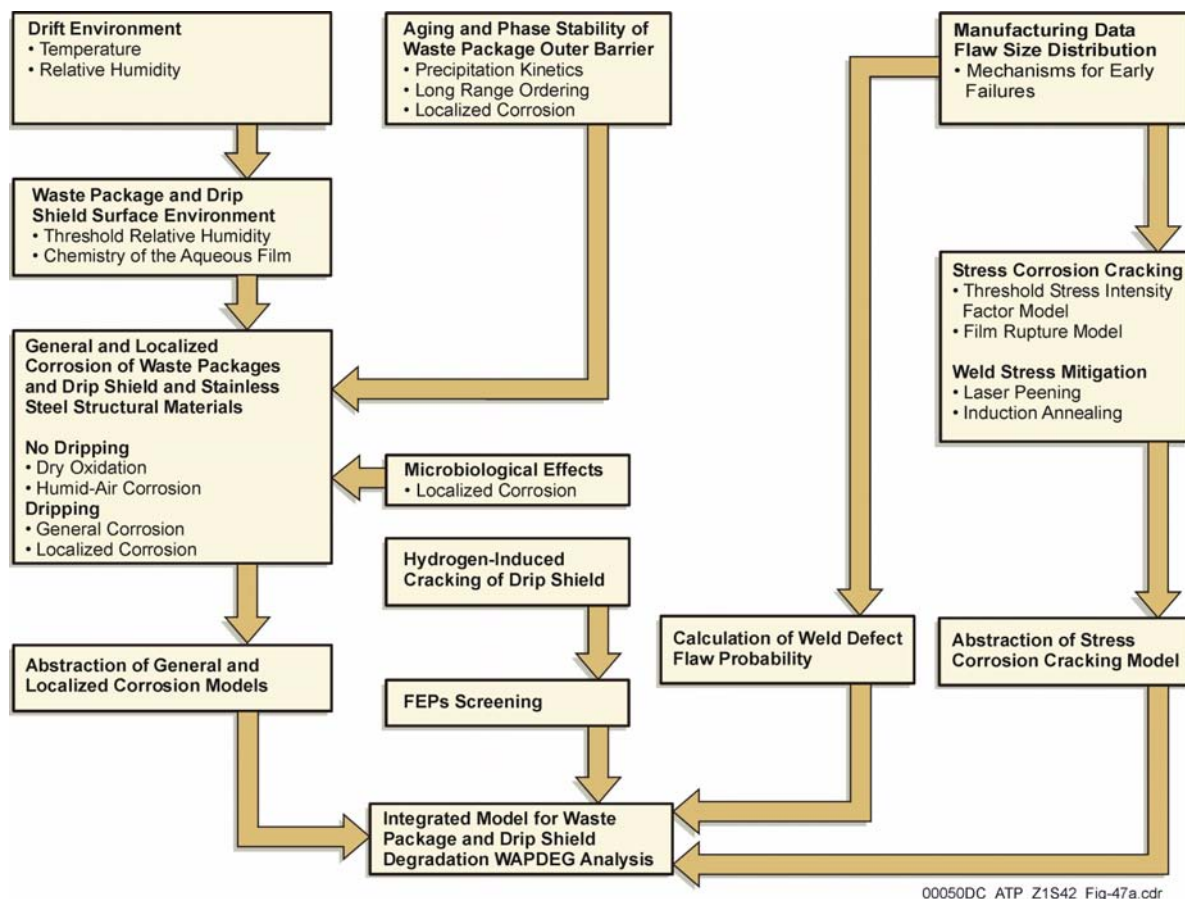 Drift Environment
• Temperature
• Relative Humidity
Aging and Phase Stability of
Waste Package Outer Barrier
• Precipitation Kinetics
• Long Range Ordering
• Localized Corrosion
Manufacturing Data
Flaw Size Distribution
• Mechanisms for Early
Failures
Waste Package and Drip
Shield Surface Environment
• Threshold Relative Humidity
• Chemistry of the Aqueous Film
Stress Corrosion Cracking
• Threshold Stress Intensity
Factor Model
• Film Rupture Model
Weld Stress Mitigation
• Laser Peening
• Induction Annealing
General and Localized
Corrosion of Waste Packages
and Drip Shield and Stainless
Steel Structural Materials
No Dripping
• Dry Oxidation
• Humid-Air Corrosion
Dripping
• General Corrosion
• Localized Corrosion
Microbiological Effects
• Localized Corrosion
Hydrogen-Induced
Cracking of Drip Shield
Calculation of Weld Defect
Flaw Probability
Abstraction of Stress
Corrosion Cracking Model
Abstraction of General and
Localized Corrosion Models
FEPs Screening
Integrated Model for Waste
Package and Drip Shield
Degradation WAPDEG Analysis
00050DC_ATP_Z1S42_Fig-47a.cdr